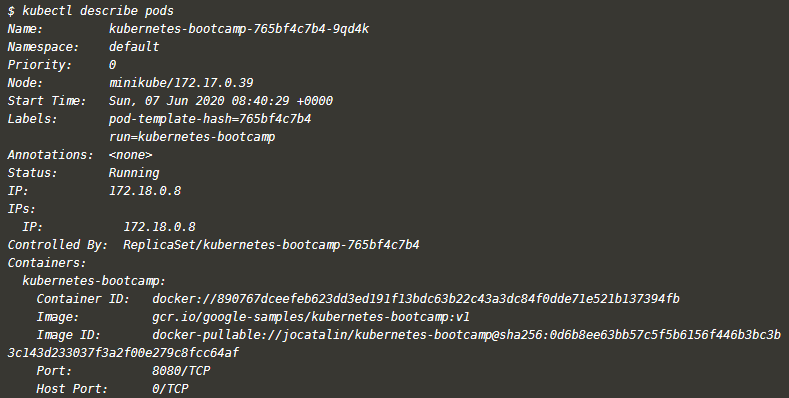 $ kubectl describe pods
Name:         kubernetes-bootcamp-765bf4c7b4-9qd4k
Namespace:    default
Priority:     0
Node:         minikube/172.17.0.39
Start Time:   Sun, 07 Jun 2020 08:40:29 +0000
Labels:       pod-template-hash=765bf4c7b4
              run=kubernetes-bootcamp
Annotations:  <none>
Status:       Running
IP:           172.18.0.8
IPs:
  IP:           172.18.0.8
Controlled By:  ReplicaSet/kubernetes-bootcamp-765bf4c7b4
Containers:
  kubernetes-bootcamp:
    Container ID:   docker://890767dceefeb623dd3ed191f13bdc63b22c43a3dc84f0dde71e521b137394fb
    Image:          gcr.io/google-samples/kubernetes-bootcamp:v1
    Image ID:       docker-pullable://jocatalin/kubernetes-bootcamp@sha256:0d6b8ee63bb57c5f5b6156f446b3bc3b
3c143d233037f3a2f00e279c8fcc64af
    Port:           8080/TCP
    Host Port:      0/TCP